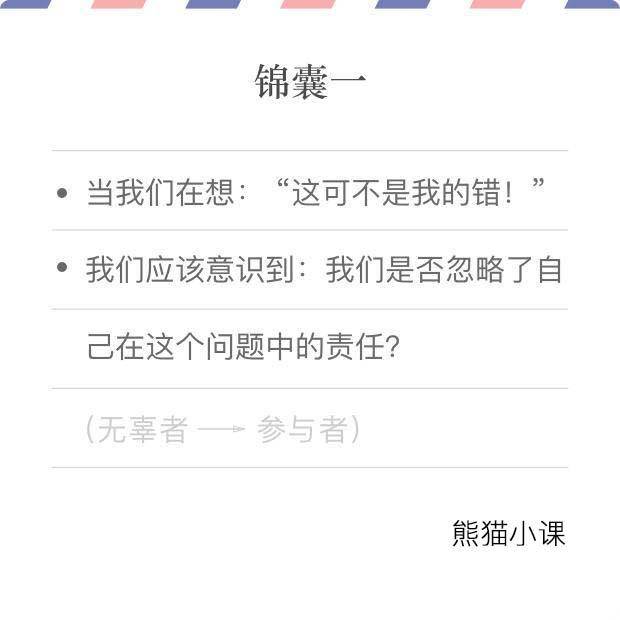 锦囊一
• 当我们在想：“这可不是我的错！”
• 我们应该意识到：我们是否忽略了自
己在这个问题中的责任？
（无辜者 → 参与者）
熊猫小课